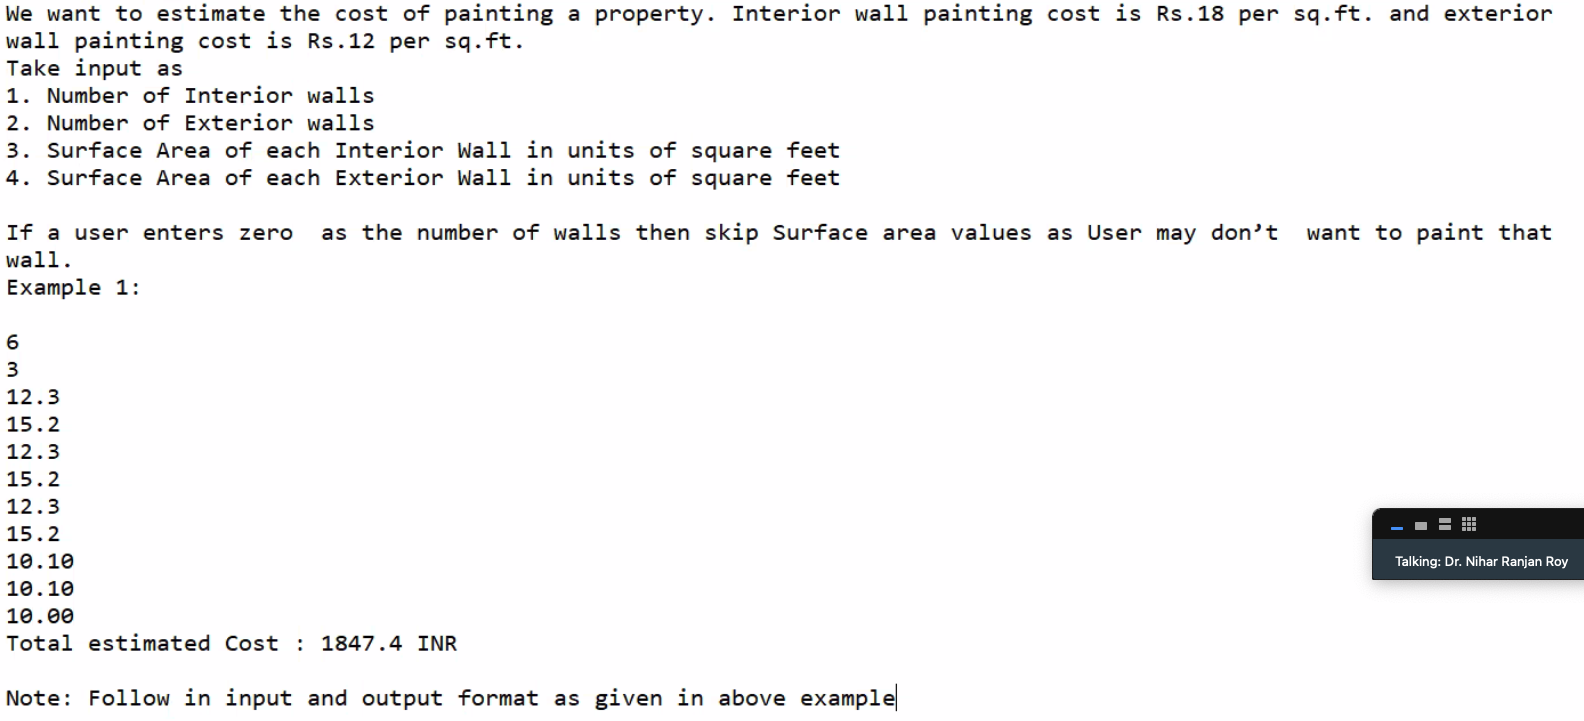 We want to estimate the cost of painting a property. Interior wall painting cost is Rs.18 per sq.ft. and exterior
wall painting cost is Rs.12 per sq.ft.
Take input as
1. Number of Interior walls
2. Number of Exterior walls
3. Surface Area of each Interior Wall in units of square feet
4. Surface Area of each Exterior Wall in units of square feet
If a user enters zero  as the number of walls then skip Surface area values as User may don’t  want to paint that
wall.
Example 1:
6
3
12.3
15.2
12.3
15.2
12.3
15.2
10.10
10.10
10.00
Total estimated Cost : 1847.4 INR
Note: Follow in input and output format as given in above example
Talking: Dr. Nihar Ranjan Roy